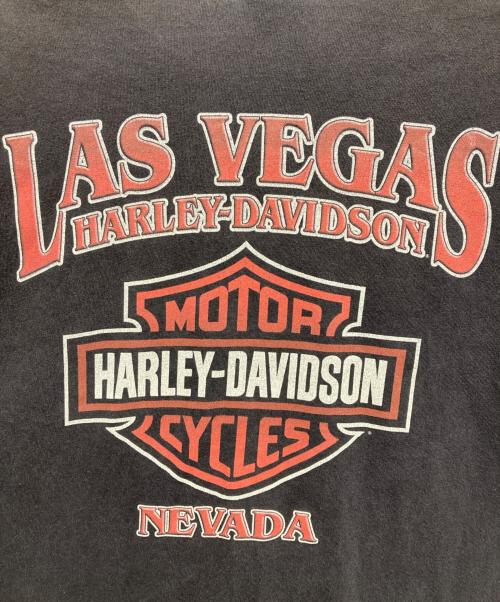 LAS VEGAS
HARLEY-DAVIDSON
MOTOR
HARLEY-DAVIDSON
CYCLES
NEVADA